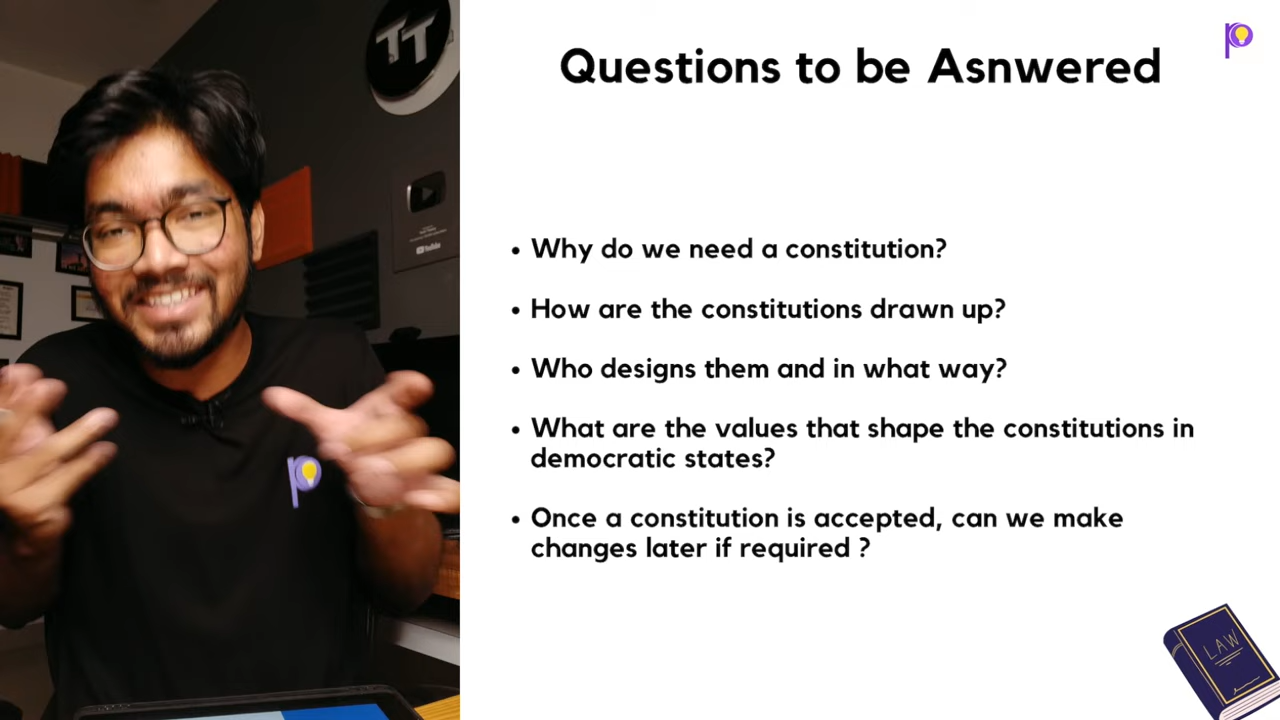 TT
YouTube
Questions to be Asnwered
• Why do we need a constitution?
• How are the constitutions drawn up?
• Who designs them and in what way?
• What are the values that shape the constitutions in
democratic states?
• Once a constitution is accepted, can we make
changes later if required ?
LAW